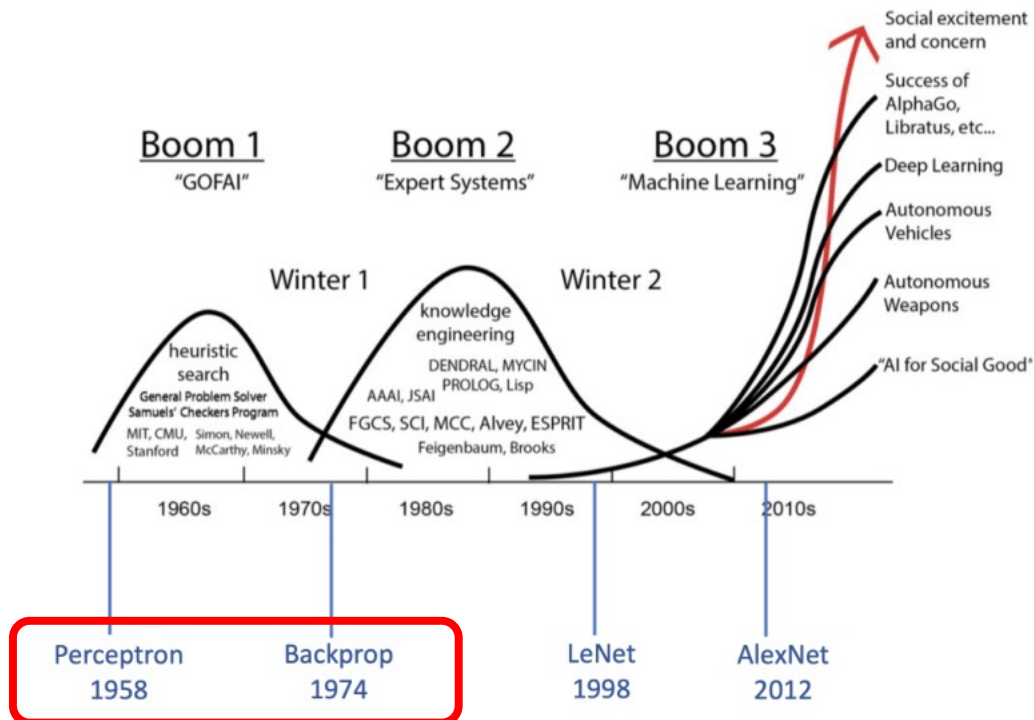 Social excitement
and concern
Success of
AlphaGo,
Libratus, etc...
Boom 1
"GOFAI"
Boom 2
"Expert Systems"
Boom 3
"Machine Learning"
Deep Learning
Autonomous
Vehicles
Winter 1
Winter 2
Autonomous
Weapons
"AI for Social Good"
heuristic
search
General Problem Solver
Samuels' Checkers Program
MIT, CMU,
Stanford
Simon, Newell,
McCarthy, Minsky
knowledge
engineering
DENDRAL, MYCIN
PROLOG, Lisp
AAAI, JSAI
FGCS, SCI, MCC, Alvey, ESPRIT
Feigenbaum, Brooks
1960s
1970s
1980s
1990s
2000s
2010s
Perceptron
1958
Backprop
1974
LeNet
1998
AlexNet
2012